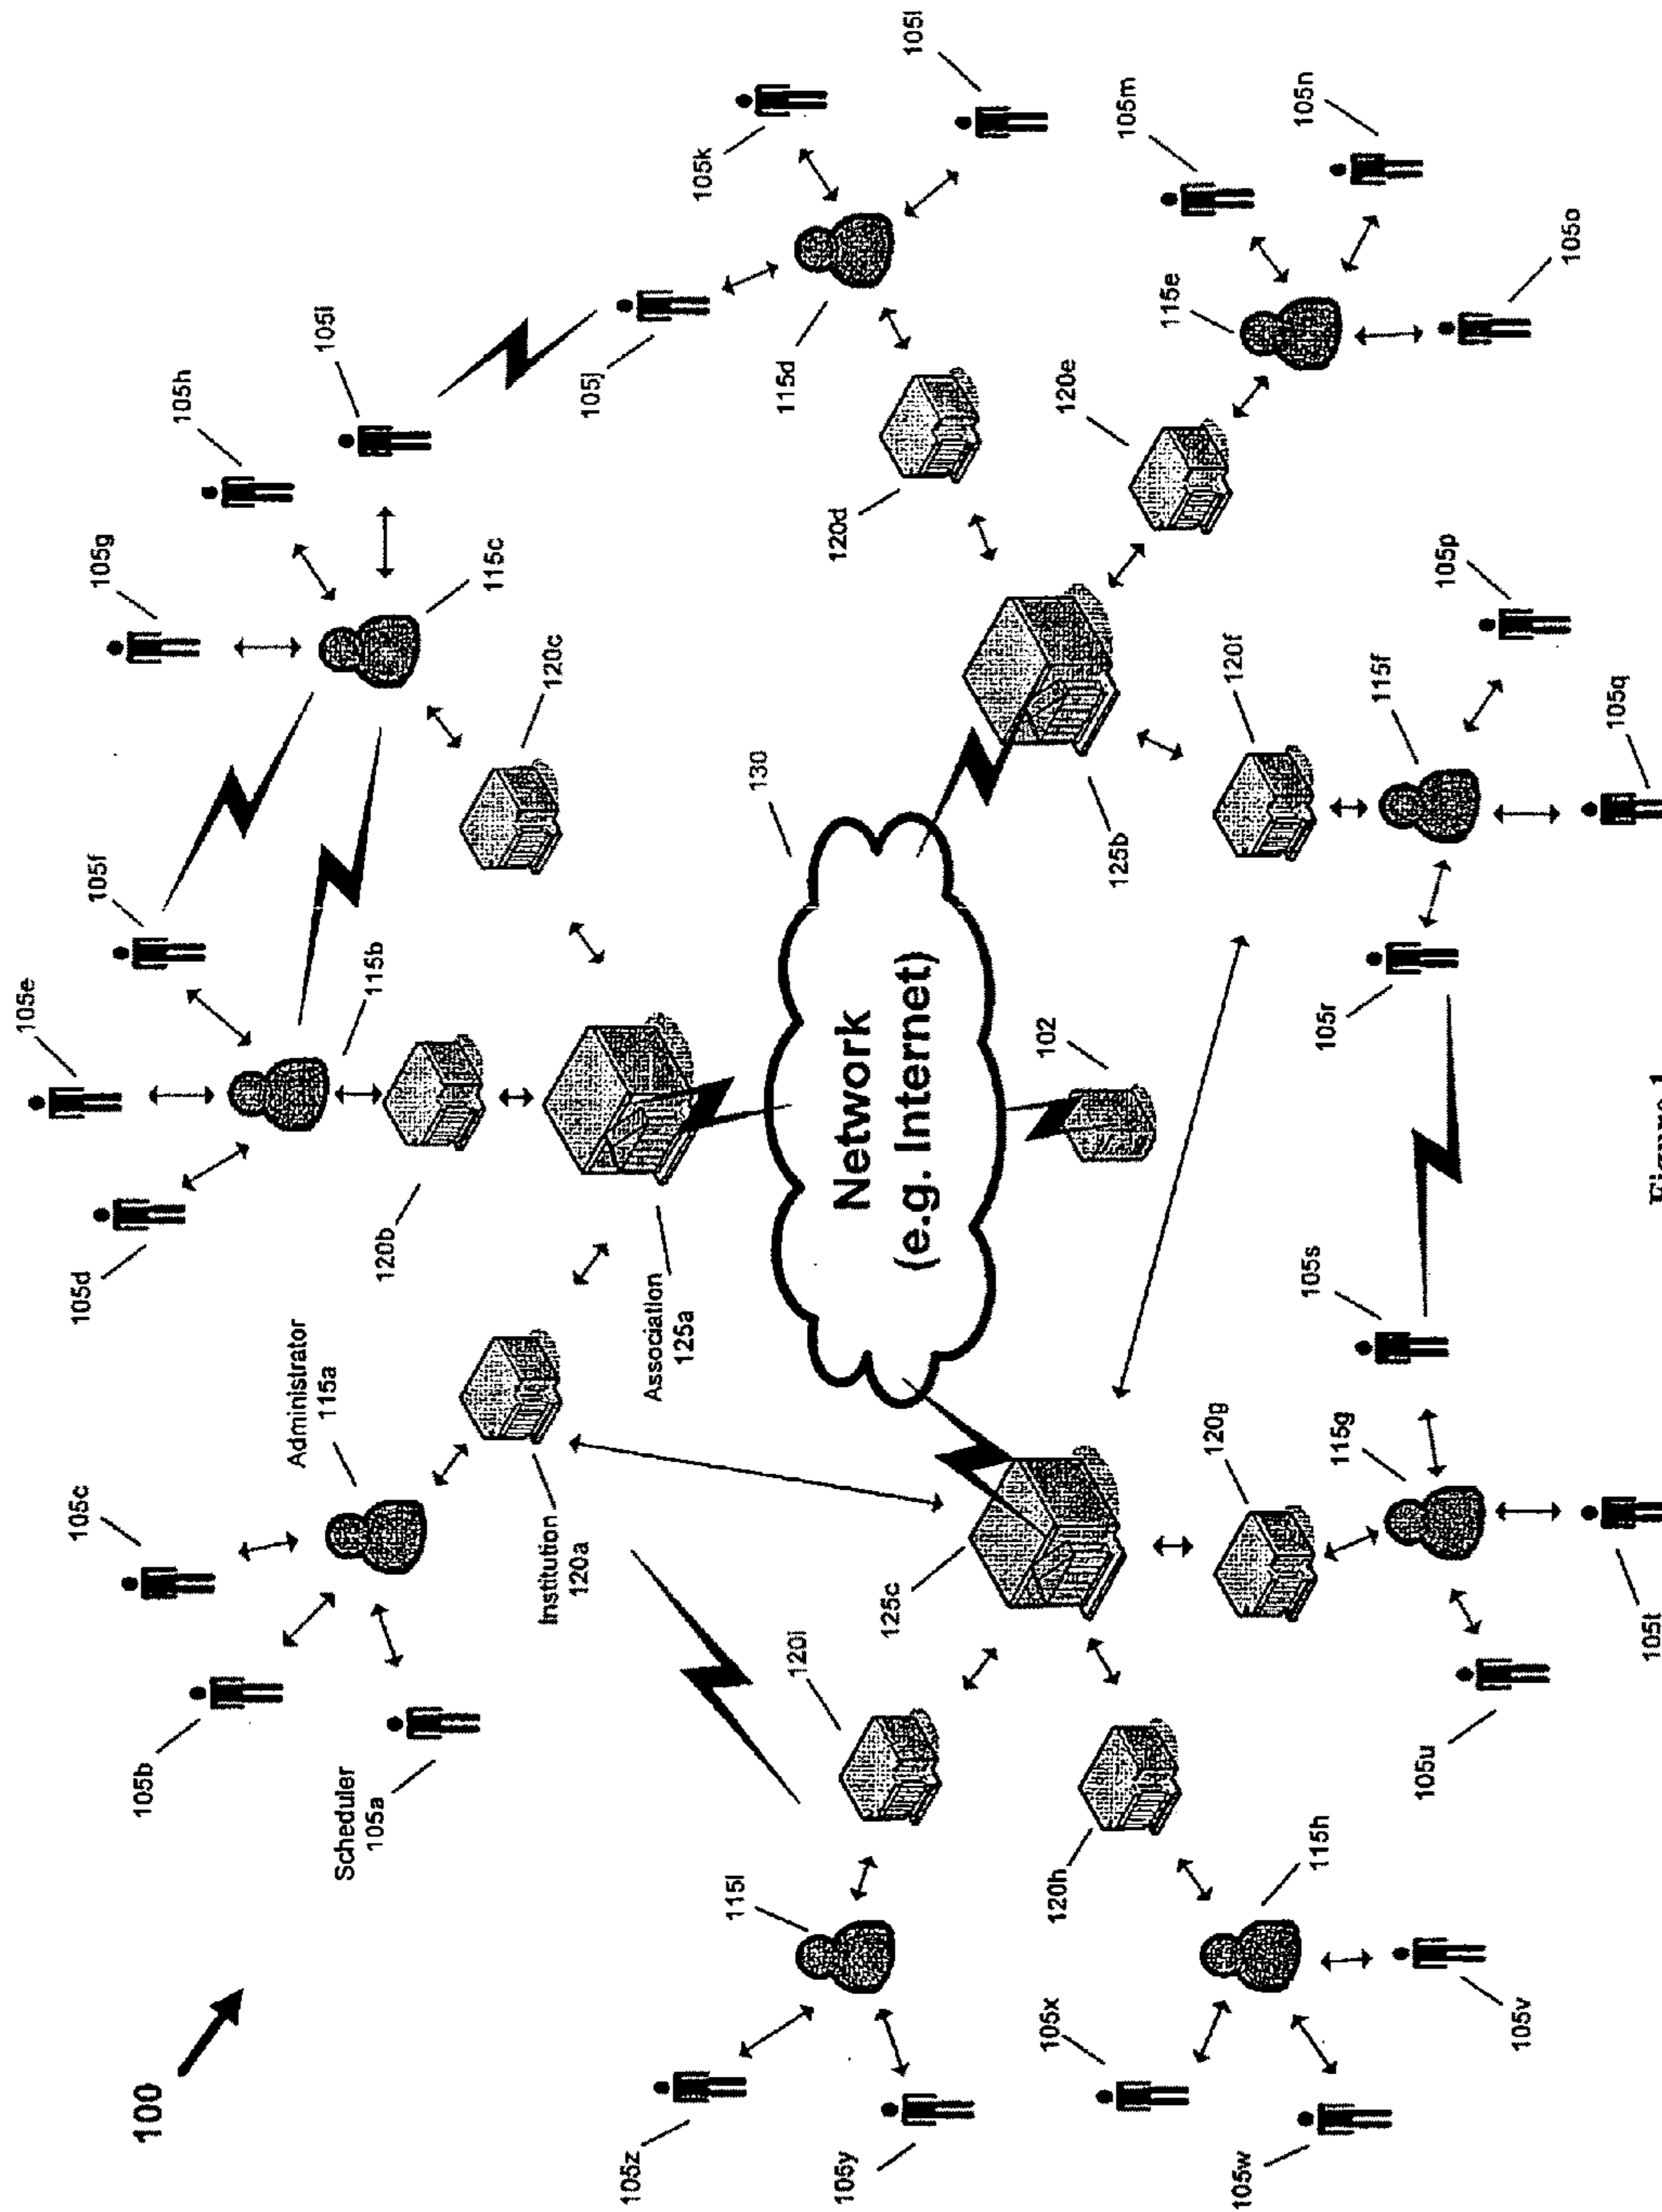 100
105e
105c
105d
105g
105f
105b
105h
Administrator
115a
105i
Scheduler
105a
115b
120b
115c
Institution
120a
120c
105z
105j
Association
125a
105k
115i
130
120i
115d
105y
120d
125c
Network
(e.g. Internet)
105l
105x
102
120h
120e
125b
105m
115e
120g
120f
105w
105n
115h
105s
105r
115g
115f
105u
105p
105v
105o
105t
105q
Figure 1